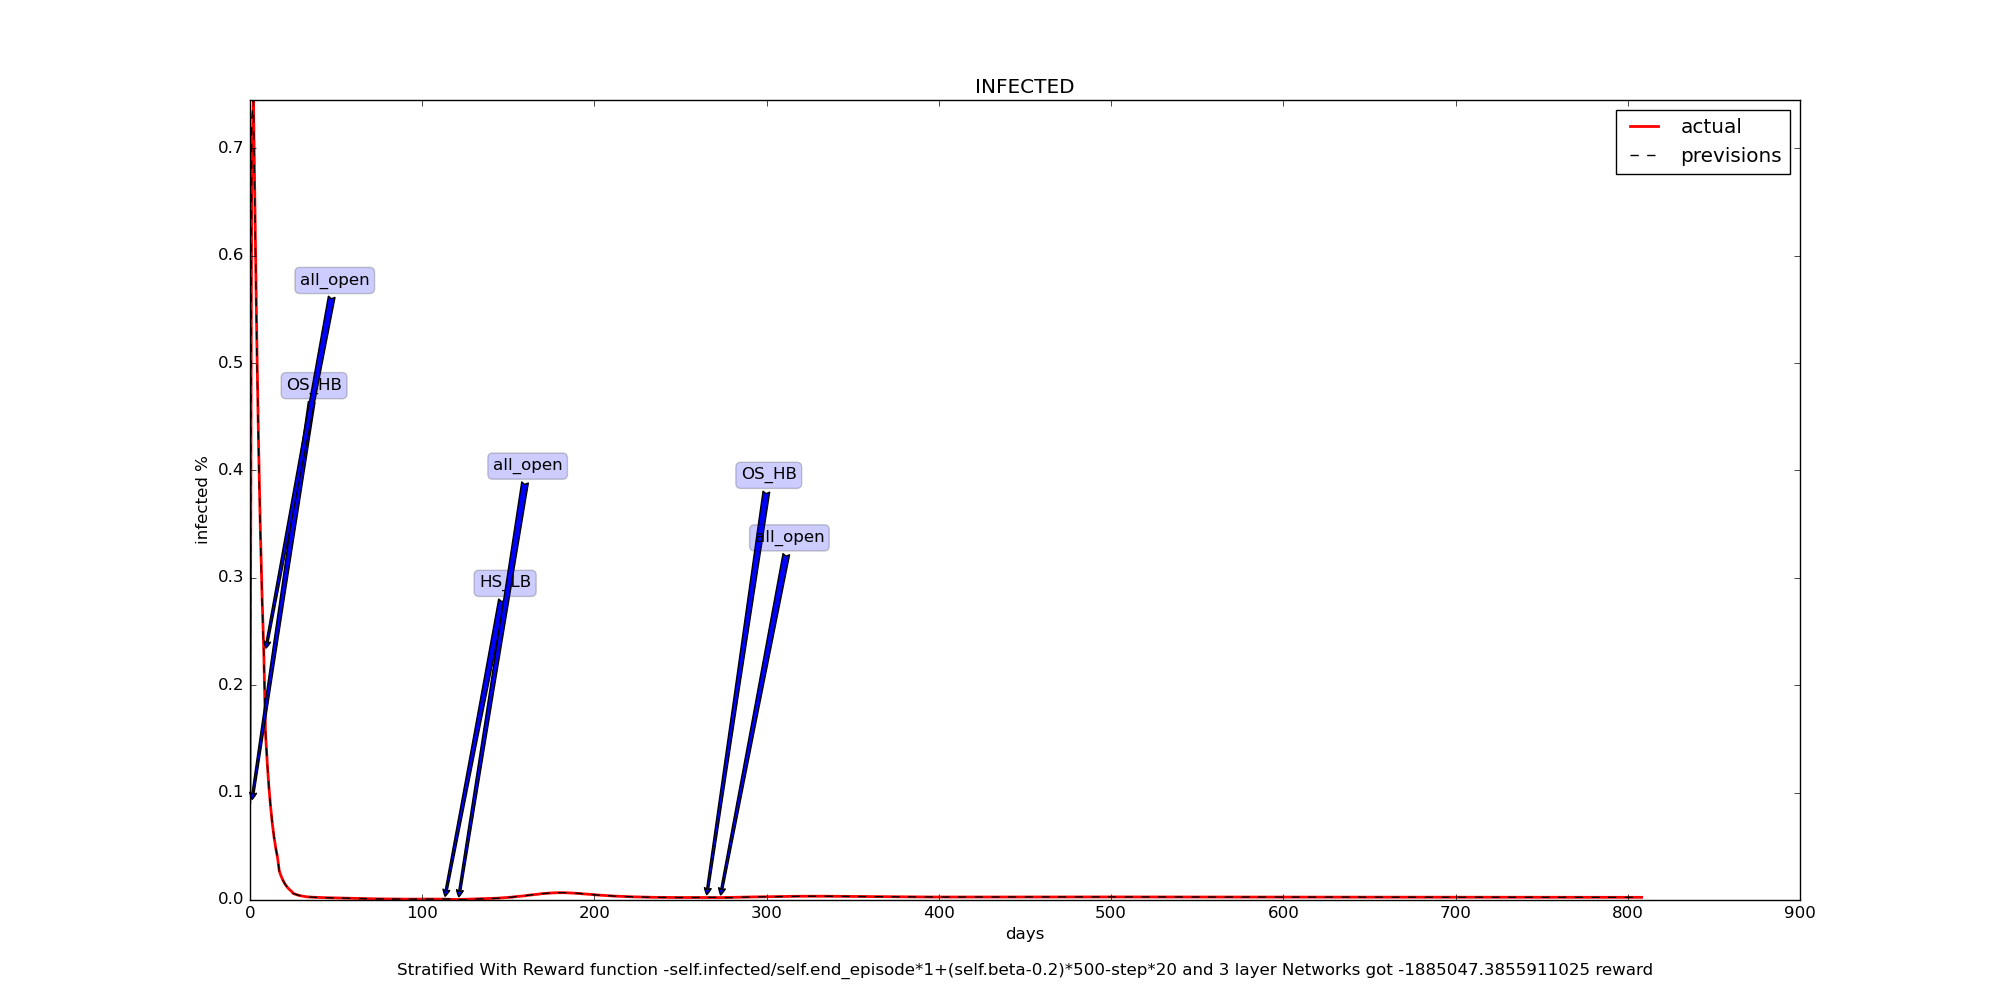 INFECTED
actual
previsions
0.7
0.6
0.5
0.4
0.3
0.2
0.1
0.0
infected %
all_open
OS_HB
all_open
HS_LB
OS_HB
all_open
0 100 200 300 400 500 600 700 800 900
days
Stratified With Reward function -self.infected/self.end_episode*1+(self.beta-0.2)*500-step*20 and 3 layer Networks got -1885047.3855911025 reward